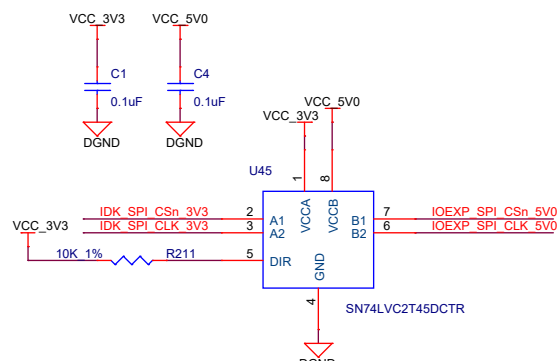 VCC_3V3 VCC_5V0
C1 C4
0.1uF 0.1uF
DGND DGND
VCC_5V0
VCC_3V3
U45
1 8
VCCA VCCB
IDK_SPI_CSn_3V3 2 A1 B1 7 IOEXP_SPI_CSn_5V0
IDK_SPI_CLK_3V3 3 A2 B2 6 IOEXP_SPI_CLK_5V0
VCC_3V3
10K_1% R211 5 DIR
GND
4
SN74LVC2T45DCTR
DGND